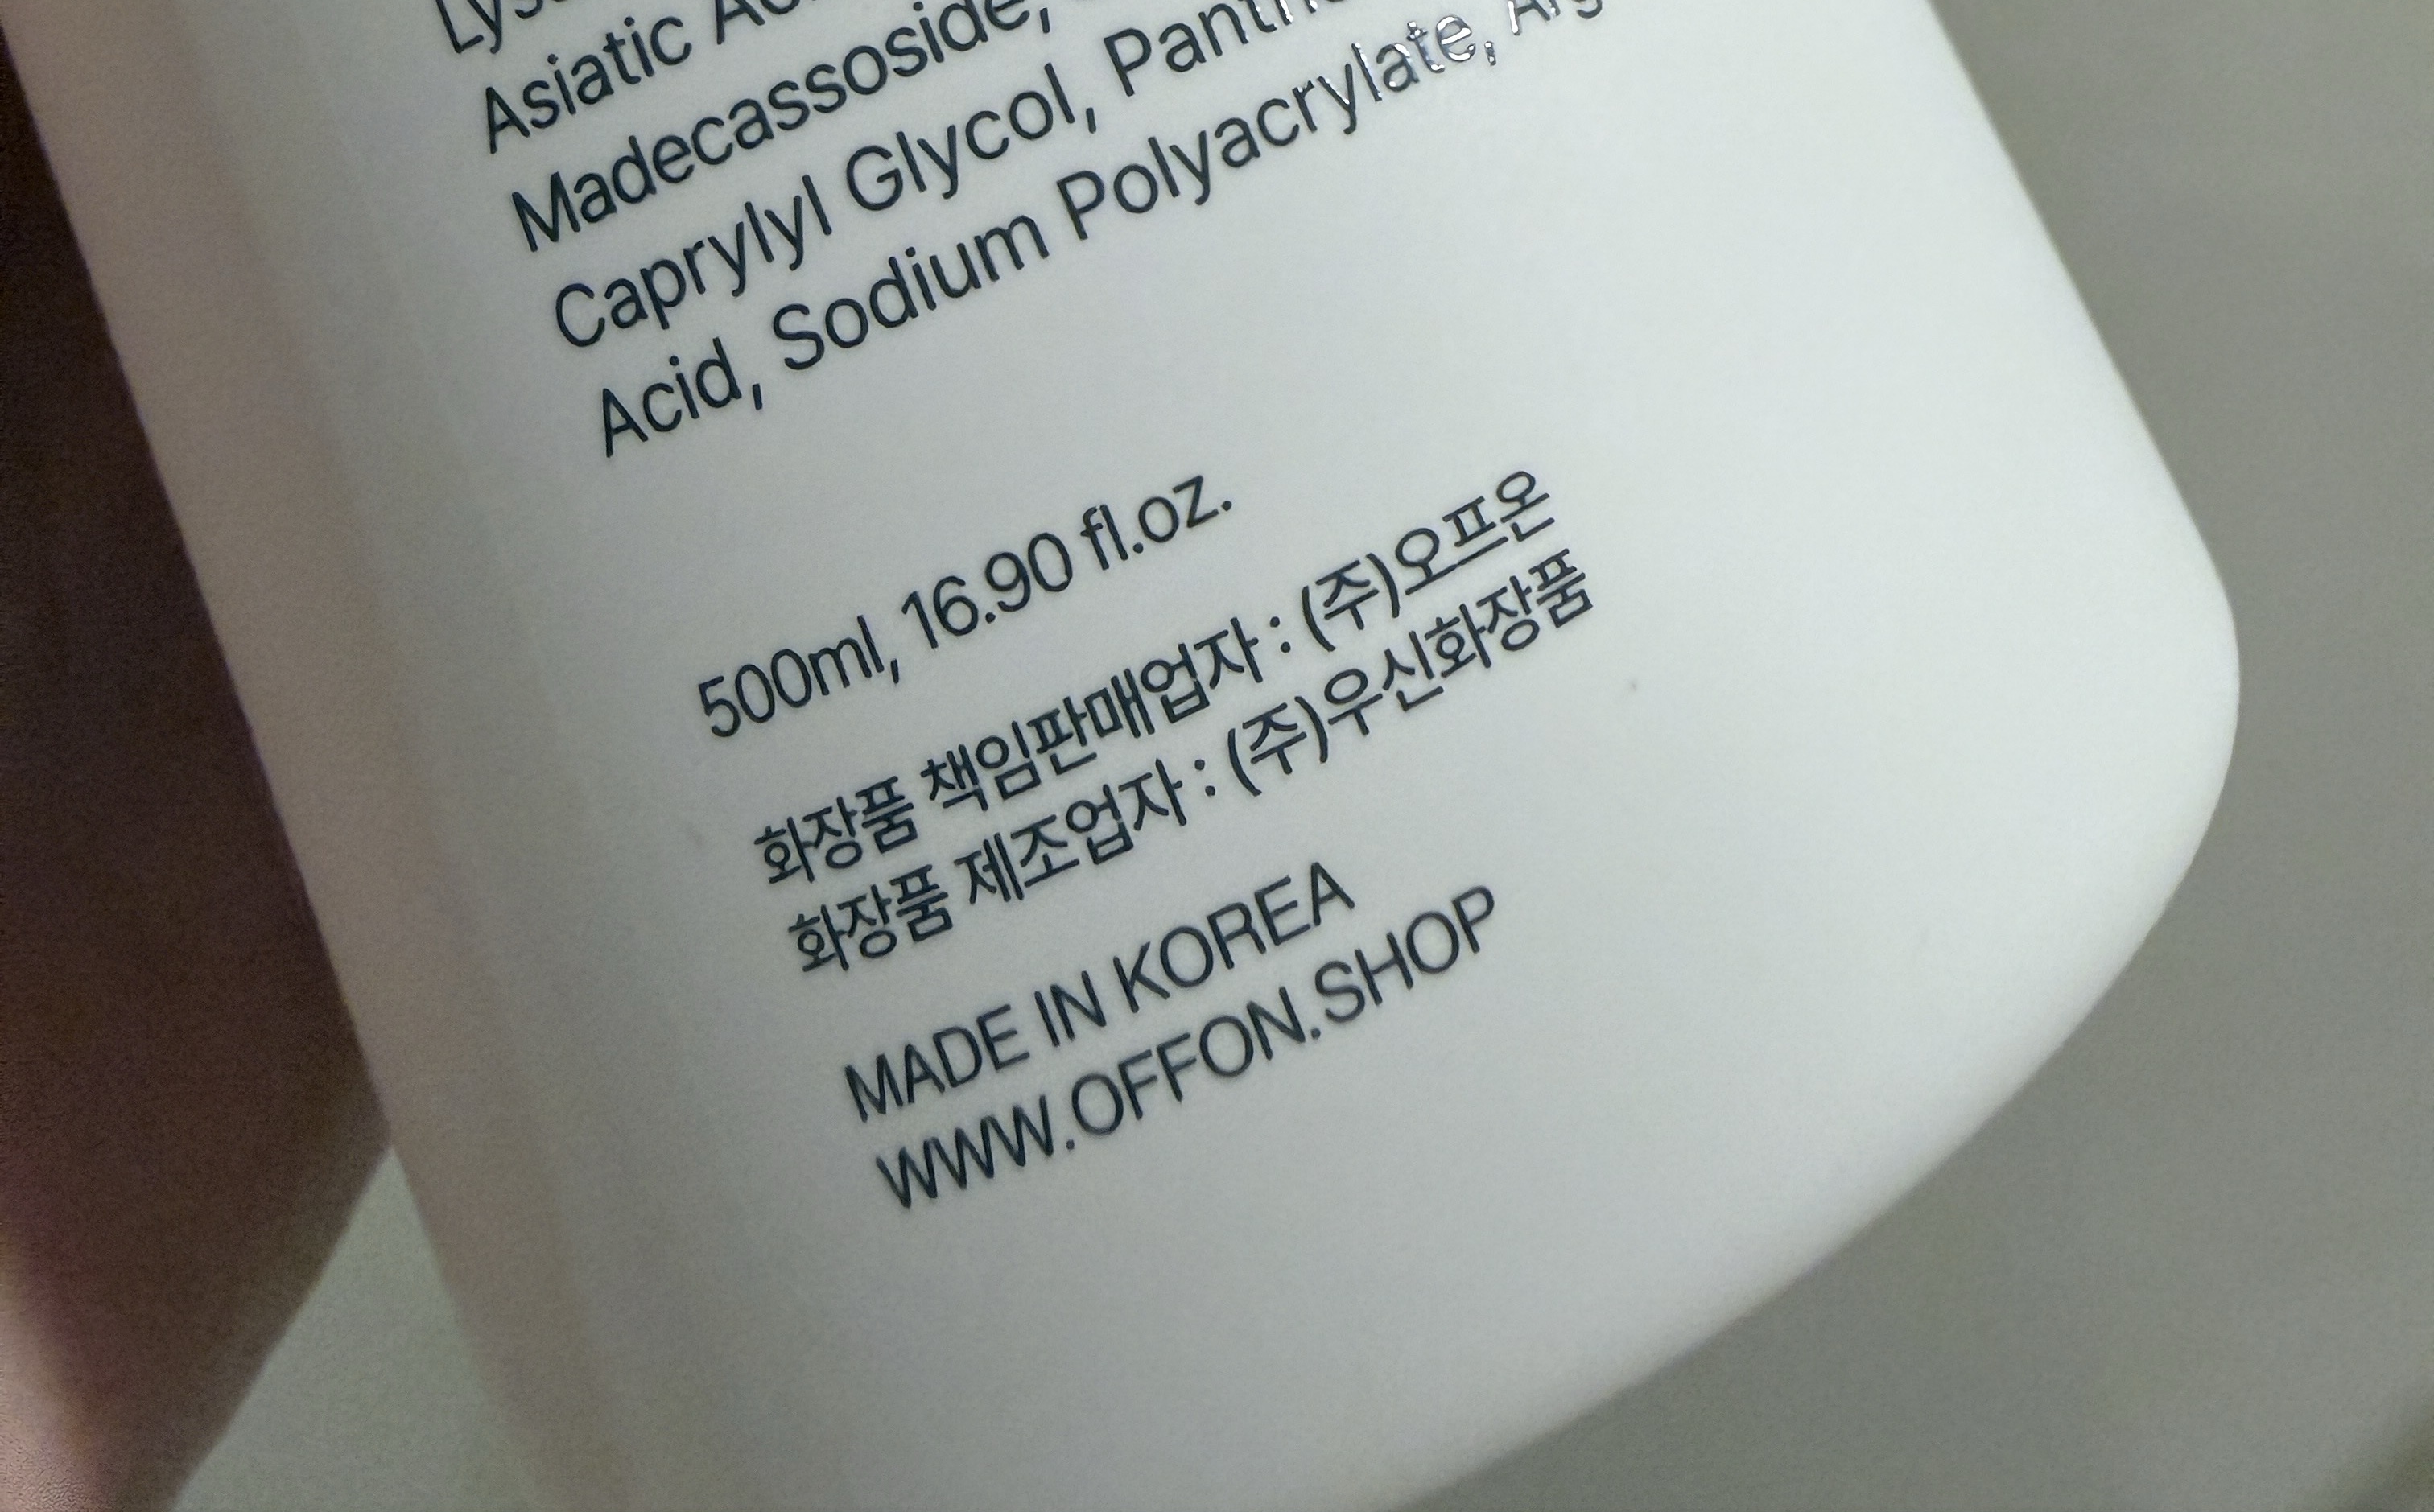 Asiatic
Madecassoside,
Caprylyl Glycol,
Acid, Sodium Polyacrylate,
500ml, 16.90 fl.oz.
화장품 책임판매업자 : (주)오프온
화장품 제조업자 : (주)우신화장품
MADE IN KOREA
WWW.OFFON.SHOP